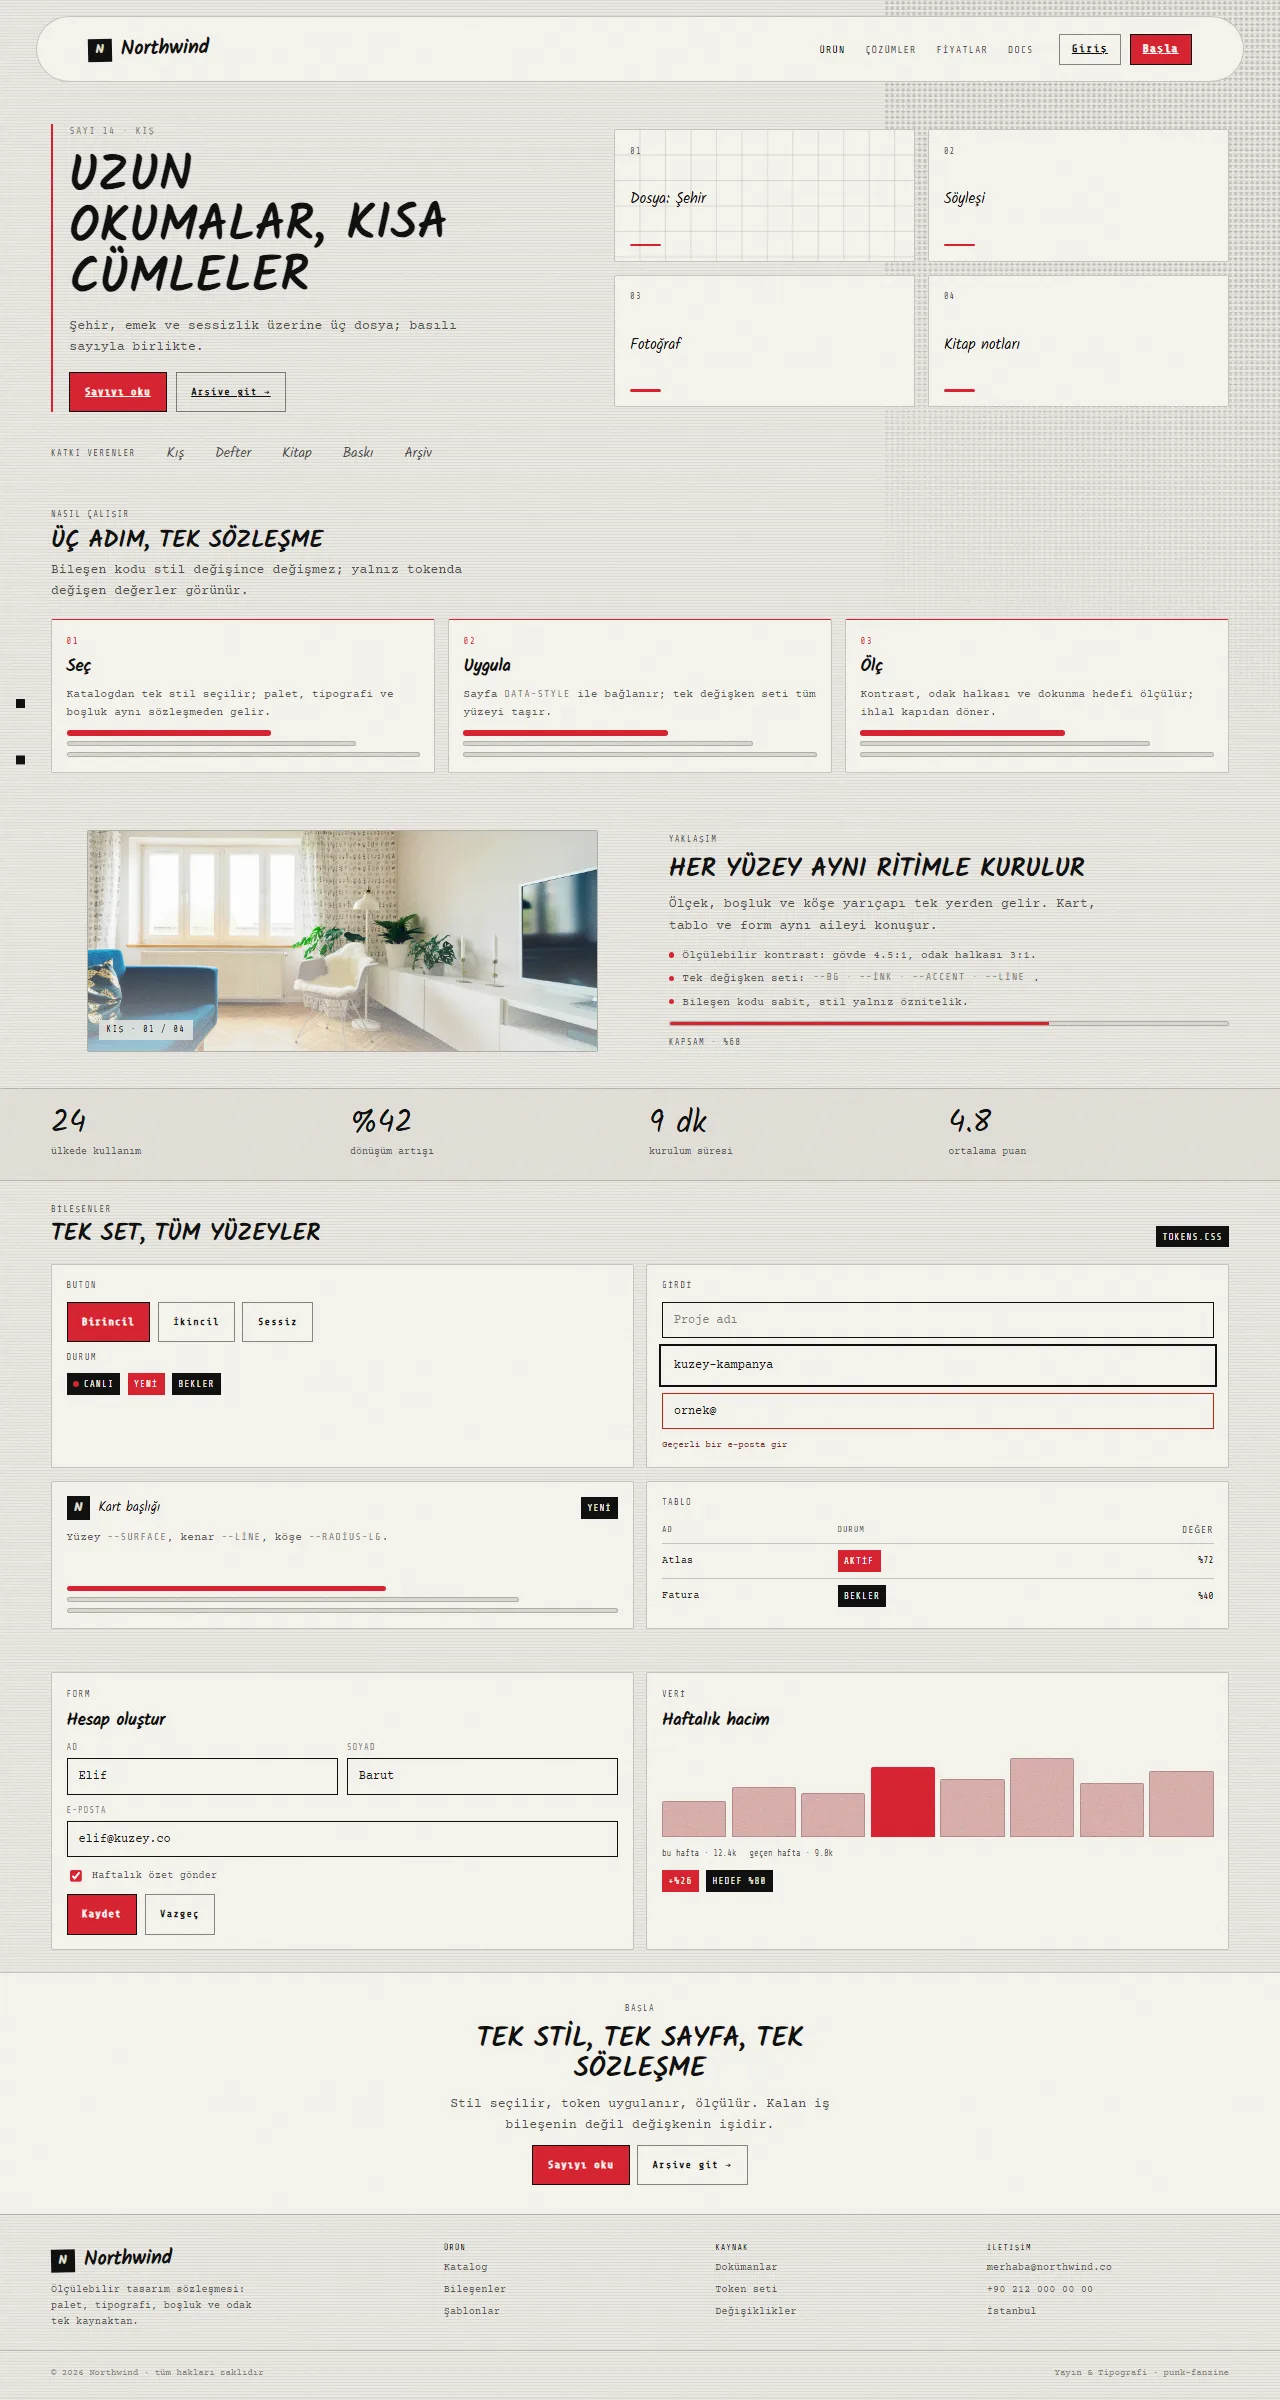 N Northwind
ÜRÜN ÇÖZÜMLER FİYATLAR DOCS Giriş Başla
SAYI 14 · KIŞ
UZUN
OKUMALAR, KISA
CÜMLELER
Şehir, emek ve sessizlik üzerine üç dosya; basılı
sayıyla birlikte.
Sayıyı oku Arşive git →
01
Dosya: Şehir
02
Söyleşi
03
Fotoğraf
04
Kitap notları
KATKI VERENLER Kış Defter Kitap Baskı Arşiv
NASIL ÇALIŞIR
ÜÇ ADIM, TEK SÖZLEŞME
Bileşen kodu stil değişince değişmez; yalnız tokenda
değişen değerler görünür.
01
Seç
Katalogdan tek stil seçilir; palet, tipografi ve
boşluk aynı sözleşmeden gelir.
02
Uygula
Sayfa DATA-STYLE ile bağlanır; tek değişken seti tüm
yüzeyi taşır.
03
Ölç
Kontrast, odak halkası ve dokunma hedefi ölçülür;
ihlal kapıdan döner.
KIŞ · 01 / 04
YAKLAŞIM
HER YÜZEY AYNI RİTİMLE KURULUR
Ölçek, boşluk ve köşe yarıçapı tek yerden gelir. Kart,
tablo ve form aynı aileyi konuşur.
Ölçülebilir kontrast: gövde 4.5:1, odak halkası 3:1.
Tek değişken seti: --BG · --İNK · --ACCENT · --LİNE .
Bileşen kodu sabit, stil yalnız öznitelik.
KAPSAM · %68
24
ülkede kullanım
%42
dönüşüm artışı
9 dk
kurulum süresi
4.8
ortalama puan
BİLEŞENLER
TEK SET, TÜM YÜZEYLER
TOKENS.CSS
BUTON
Birincil İkincil Sessiz
DURUM
CANLI YENİ BEKLER
GİRDİ
Proje adı
kuzey-kampanya
ornek@
Geçerli bir e-posta gir
N Kart başlığı YENİ
Yüzey --SURFACE, kenar --LİNE, köşe --RADİUS-LG.
TABLO
AD DURUM DEĞER
Atlas AKTİF %72
Fatura BEKLER %40
FORM
Hesap oluştur
AD SOYAD
Elif Barut
E-POSTA
elif@kuzey.co
Haftalık özet gönder
Kaydet Vazgeç
VERİ
Haftalık hacim
bu hafta · 12.4k geçen hafta · 9.8k
+%26 HEDEF %80
BAŞLA
TEK STİL, TEK SAYFA, TEK
SÖZLEŞME
Stil seçilir, token uygulanır, ölçülür. Kalan iş
bileşenin değil değişkenin işidir.
Sayıyı oku Arşive git →
N Northwind
Ölçülebilir tasarım sözleşmesi:
palet, tipografi, boşluk ve odak
tek kaynaktan.
ÜRÜN
Katalog
Bileşenler
Şablonlar
KAYNAK
Dokümanlar
Token seti
Değişiklikler
İLETİŞİM
merhaba@northwind.co
+90 212 000 00 00
İstanbul
© 2026 Northwind · tüm hakları saklıdır
Yayın & Tipografi · punk-fanzine